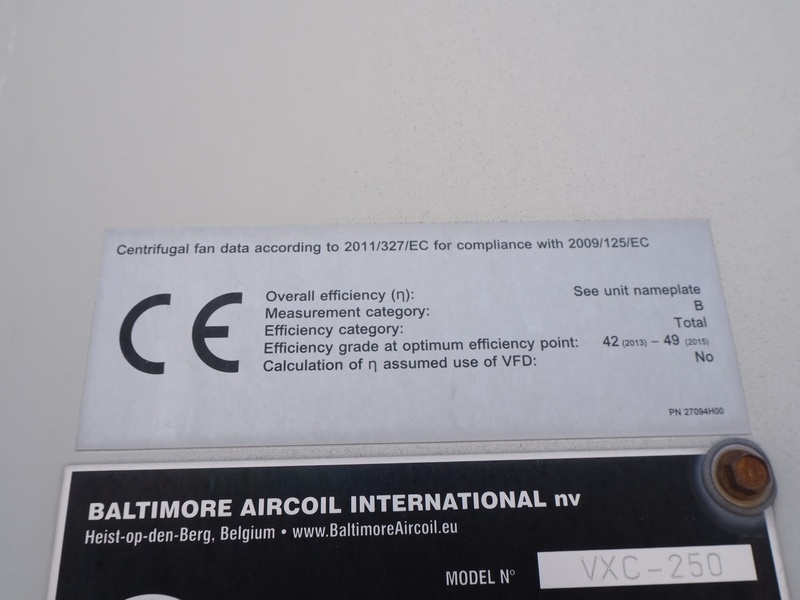 Centrifugal fan data according to 2011/327/EC for compliance with 2009/125/EC
CE
Overall efficiency (η): See unit nameplate
Measurement category: B
Efficiency category: Total
Efficiency grade at optimum efficiency point: 42 (2013) – 49 (2015)
Calculation of η assumed use of VFD: No
PN 27094H00
BALTIMORE AIRCOIL INTERNATIONAL nv
Heist-op-den-Berg, Belgium • www.BaltimoreAircoil.eu
MODEL N° VXC-250